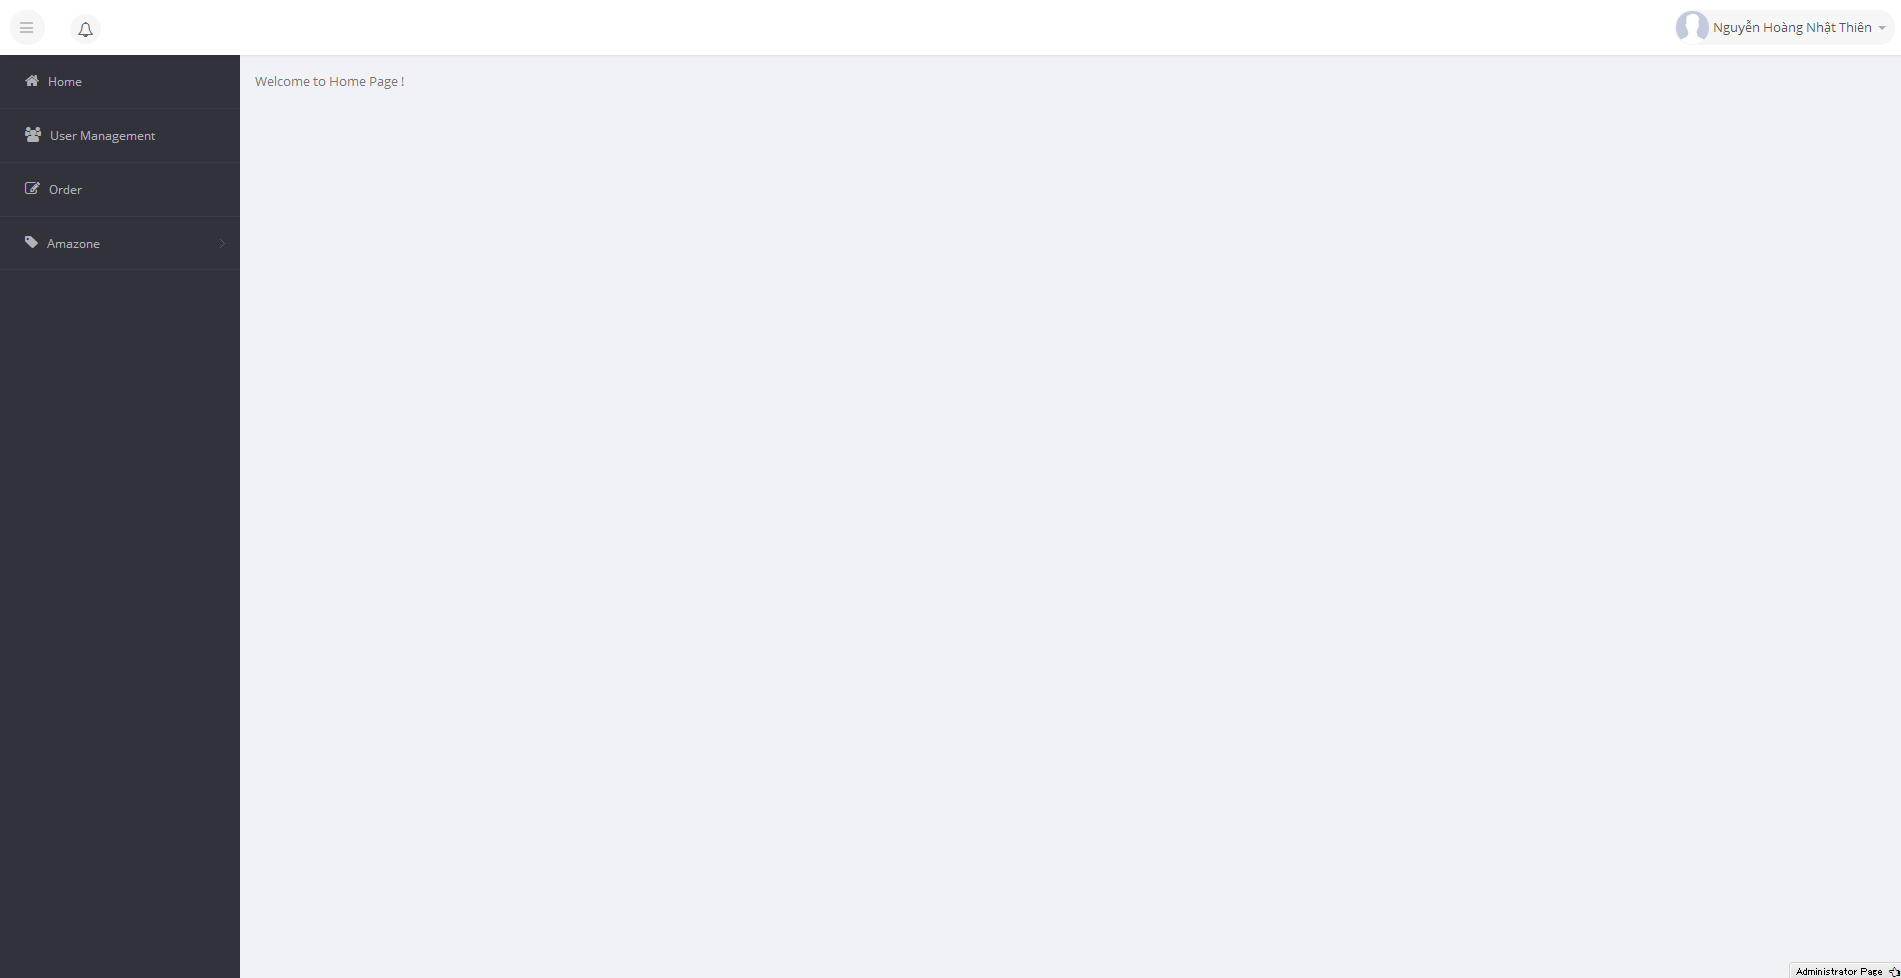 Nguyễn Hoàng Nhật Thiên
Home
Welcome to Home Page !
User Management
Order
Amazone
Administrator Page